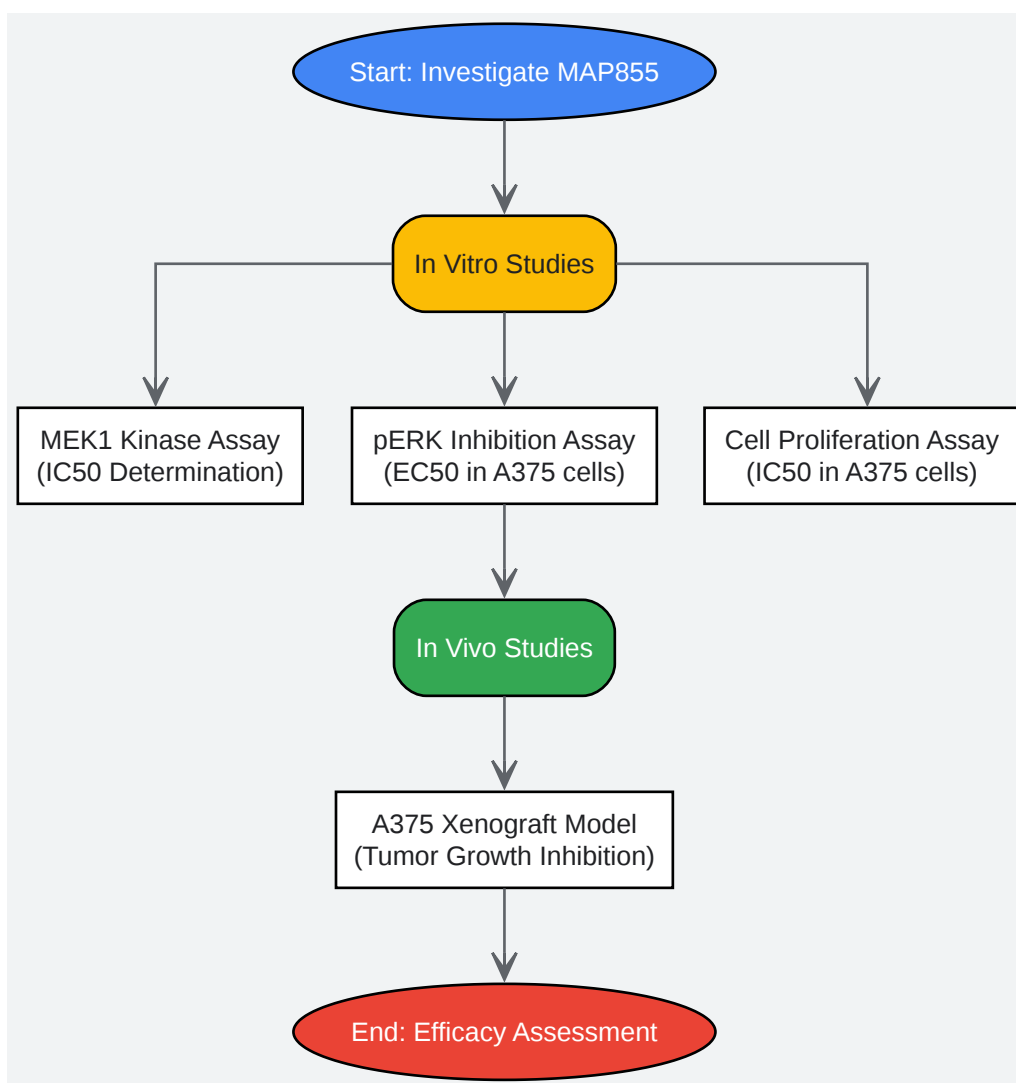 Start: Investigate MAP855
In Vitro Studies
MEK1 Kinase Assay
(IC50 Determination)
pERK Inhibition Assay
(EC50 in A375 cells)
Cell Proliferation Assay
(IC50 in A375 cells)
In Vivo Studies
A375 Xenograft Model
(Tumor Growth Inhibition)
End: Efficacy Assessment